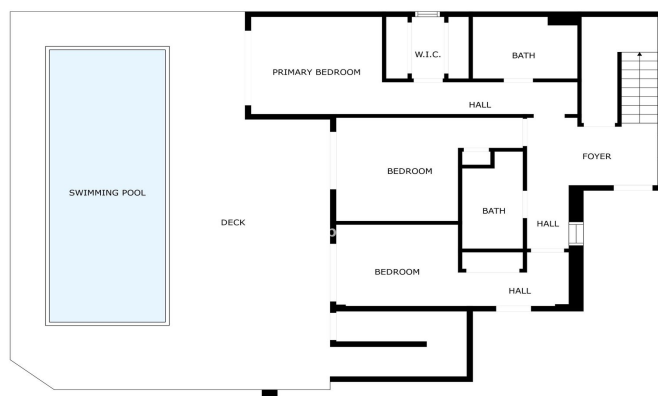 PRIMARY BEDROOM
W.I.C.
BATH
HALL
FOYER
BEDROOM
SWIMMING POOL
BATH
DECK
HALL
BEDROOM
HALL